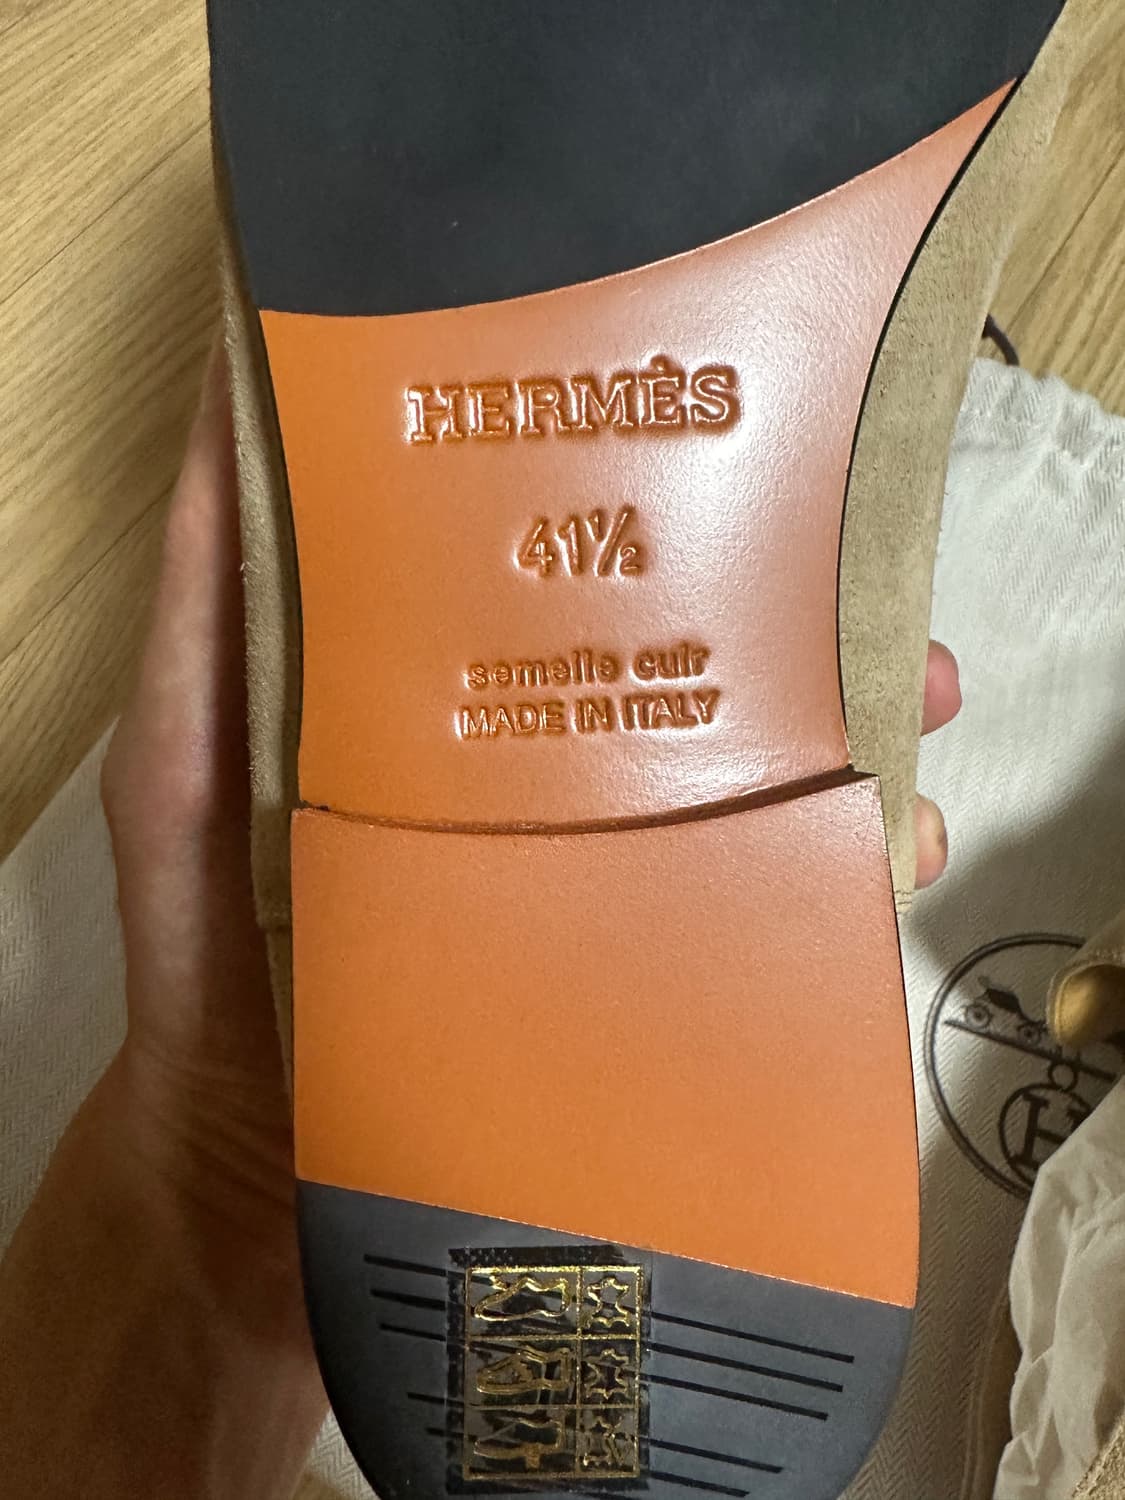 HERMÈS
41½
semelle cuir
MADE IN ITALY